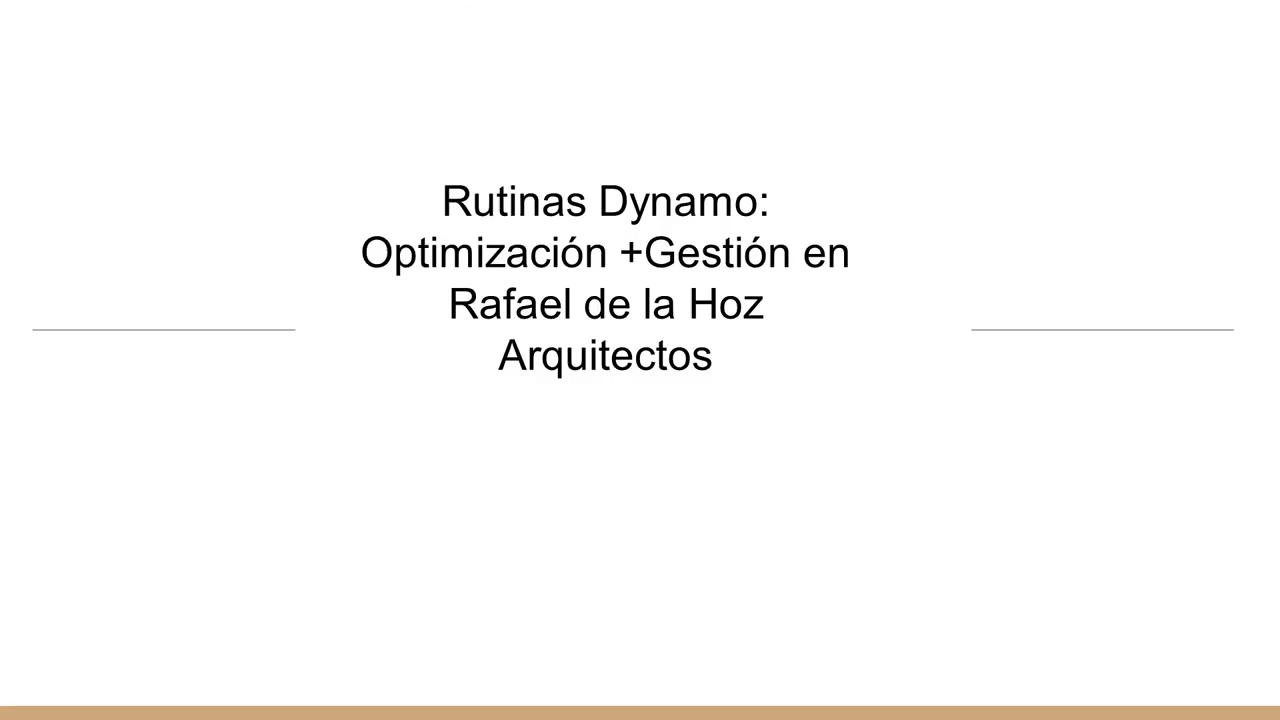 Rutinas Dynamo:
Optimización +Gestión en
Rafael de la Hoz
Arquitectos